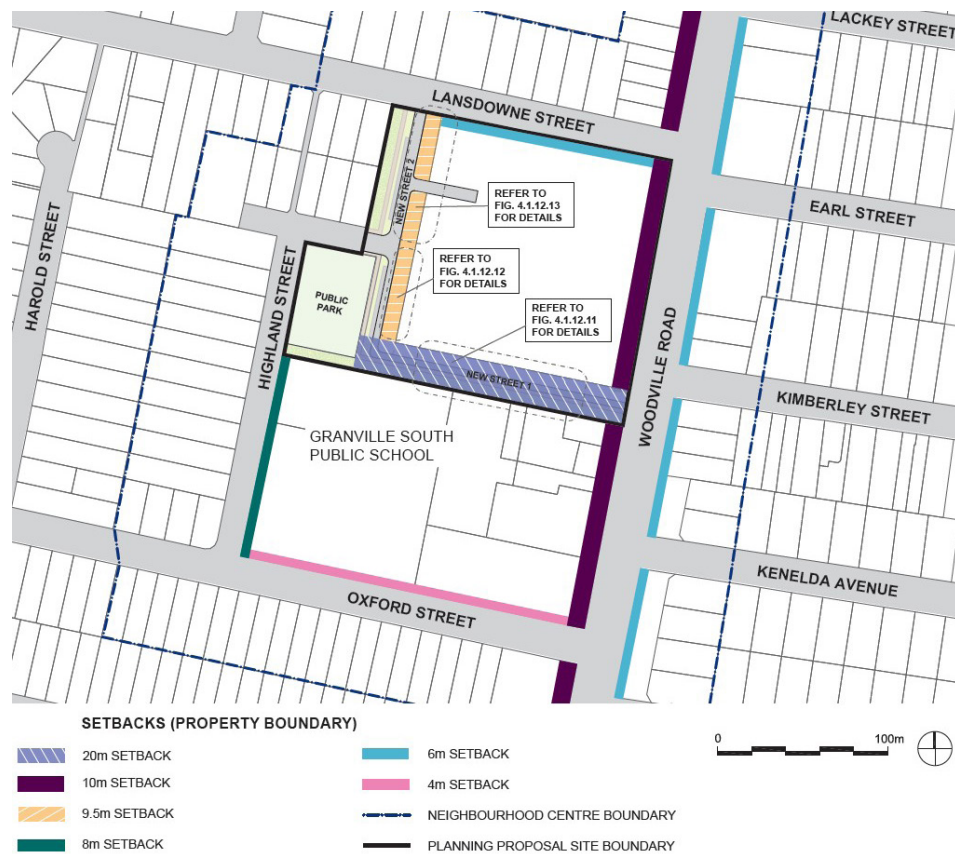 LACKEY STREET
LANSDOWNE STREET
NEW STREET 2
REFER TO
FIG. 4.1.12.13
FOR DETAILS
EARL STREET
HAROLD STREET
HIGHLAND STREET
PUBLIC
PARK
REFER TO
FIG. 4.1.12.12
FOR DETAILS
REFER TO
FIG. 4.1.12.11
FOR DETAILS
NEW STREET 1
WOODVILLE ROAD
KIMBERLEY STREET
GRANVILLE SOUTH
PUBLIC SCHOOL
KENELDA AVENUE
OXFORD STREET
SETBACKS (PROPERTY BOUNDARY)
20m SETBACK
10m SETBACK
9.5m SETBACK
8m SETBACK
6m SETBACK
4m SETBACK
NEIGHBOURHOOD CENTRE BOUNDARY
PLANNING PROPOSAL SITE BOUNDARY
0 100m